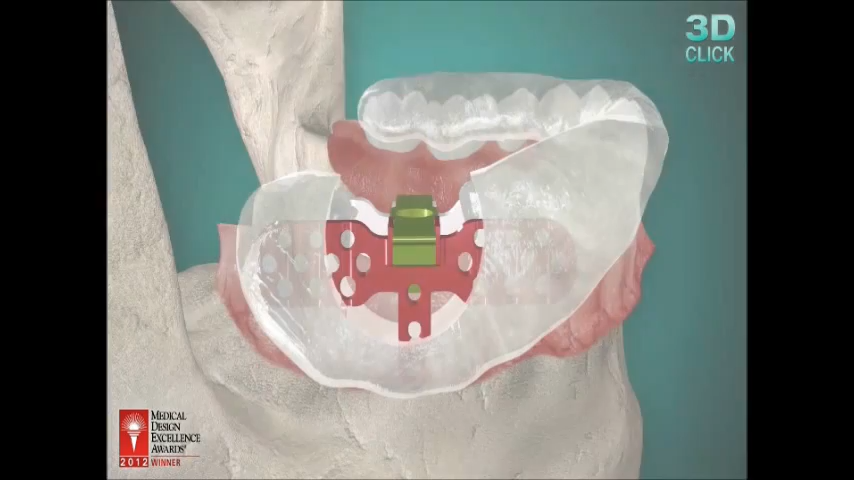 3D
CLICK
MEDICAL
DESIGN
EXCELLENCE
AWARDS®
2012 WINNER